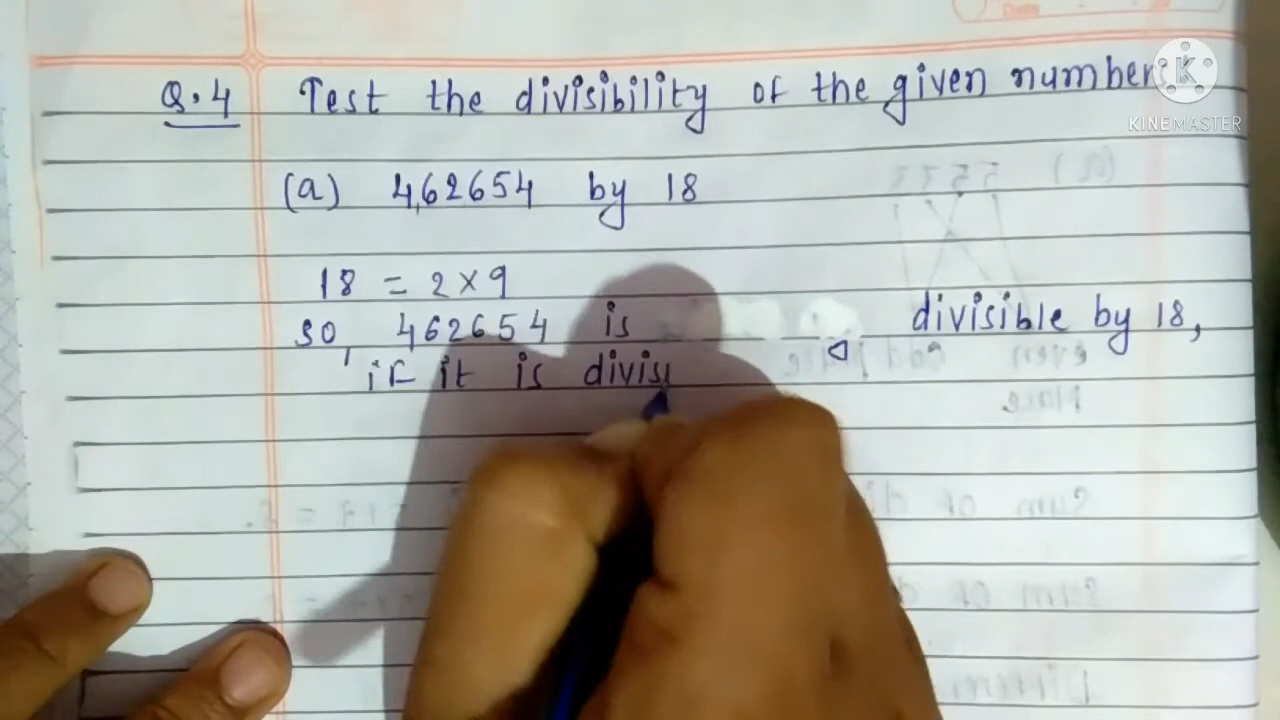 Q.4 Test the divisibility of the given number:
KINEMASTER
(a) 4,62654 by 18
18 = 2 × 9
so, 462654 is divisible by 18,
if it is divisi